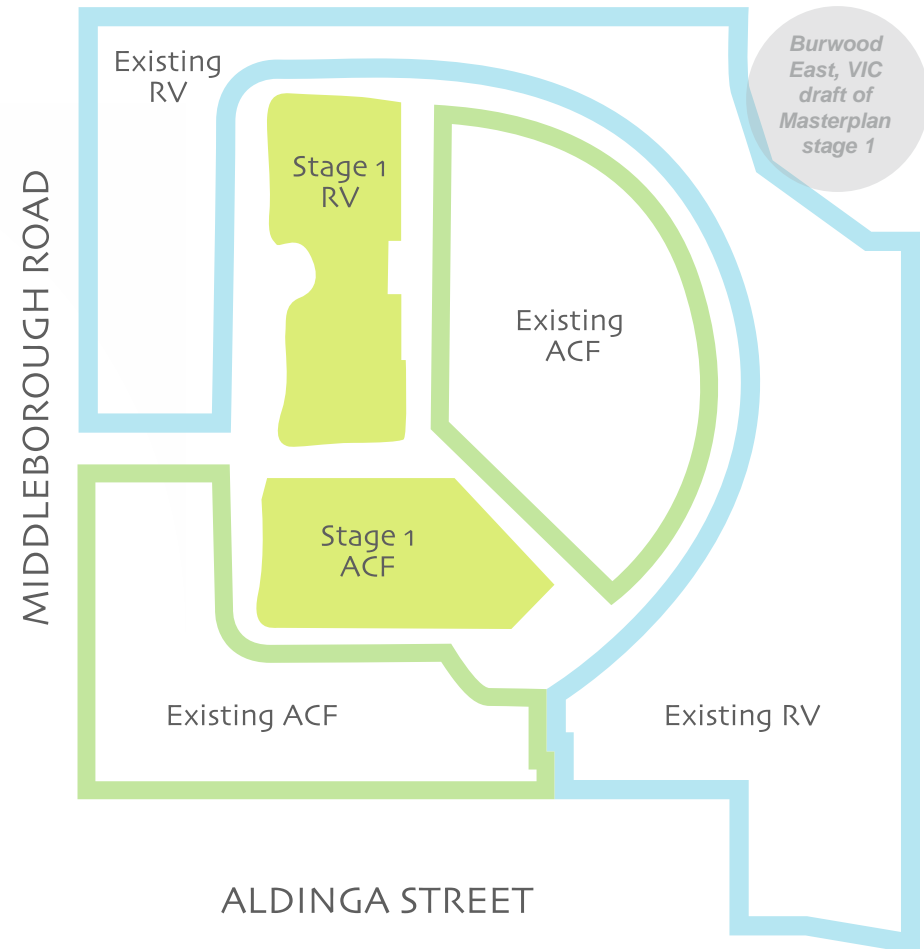 Burwood
East, VIC
draft of
Masterplan
stage 1
Existing
RV
Stage 1
RV
MIDDLEBOROUGH ROAD
Existing
ACF
Stage 1
ACF
Existing ACF
Existing RV
ALDINGA STREET